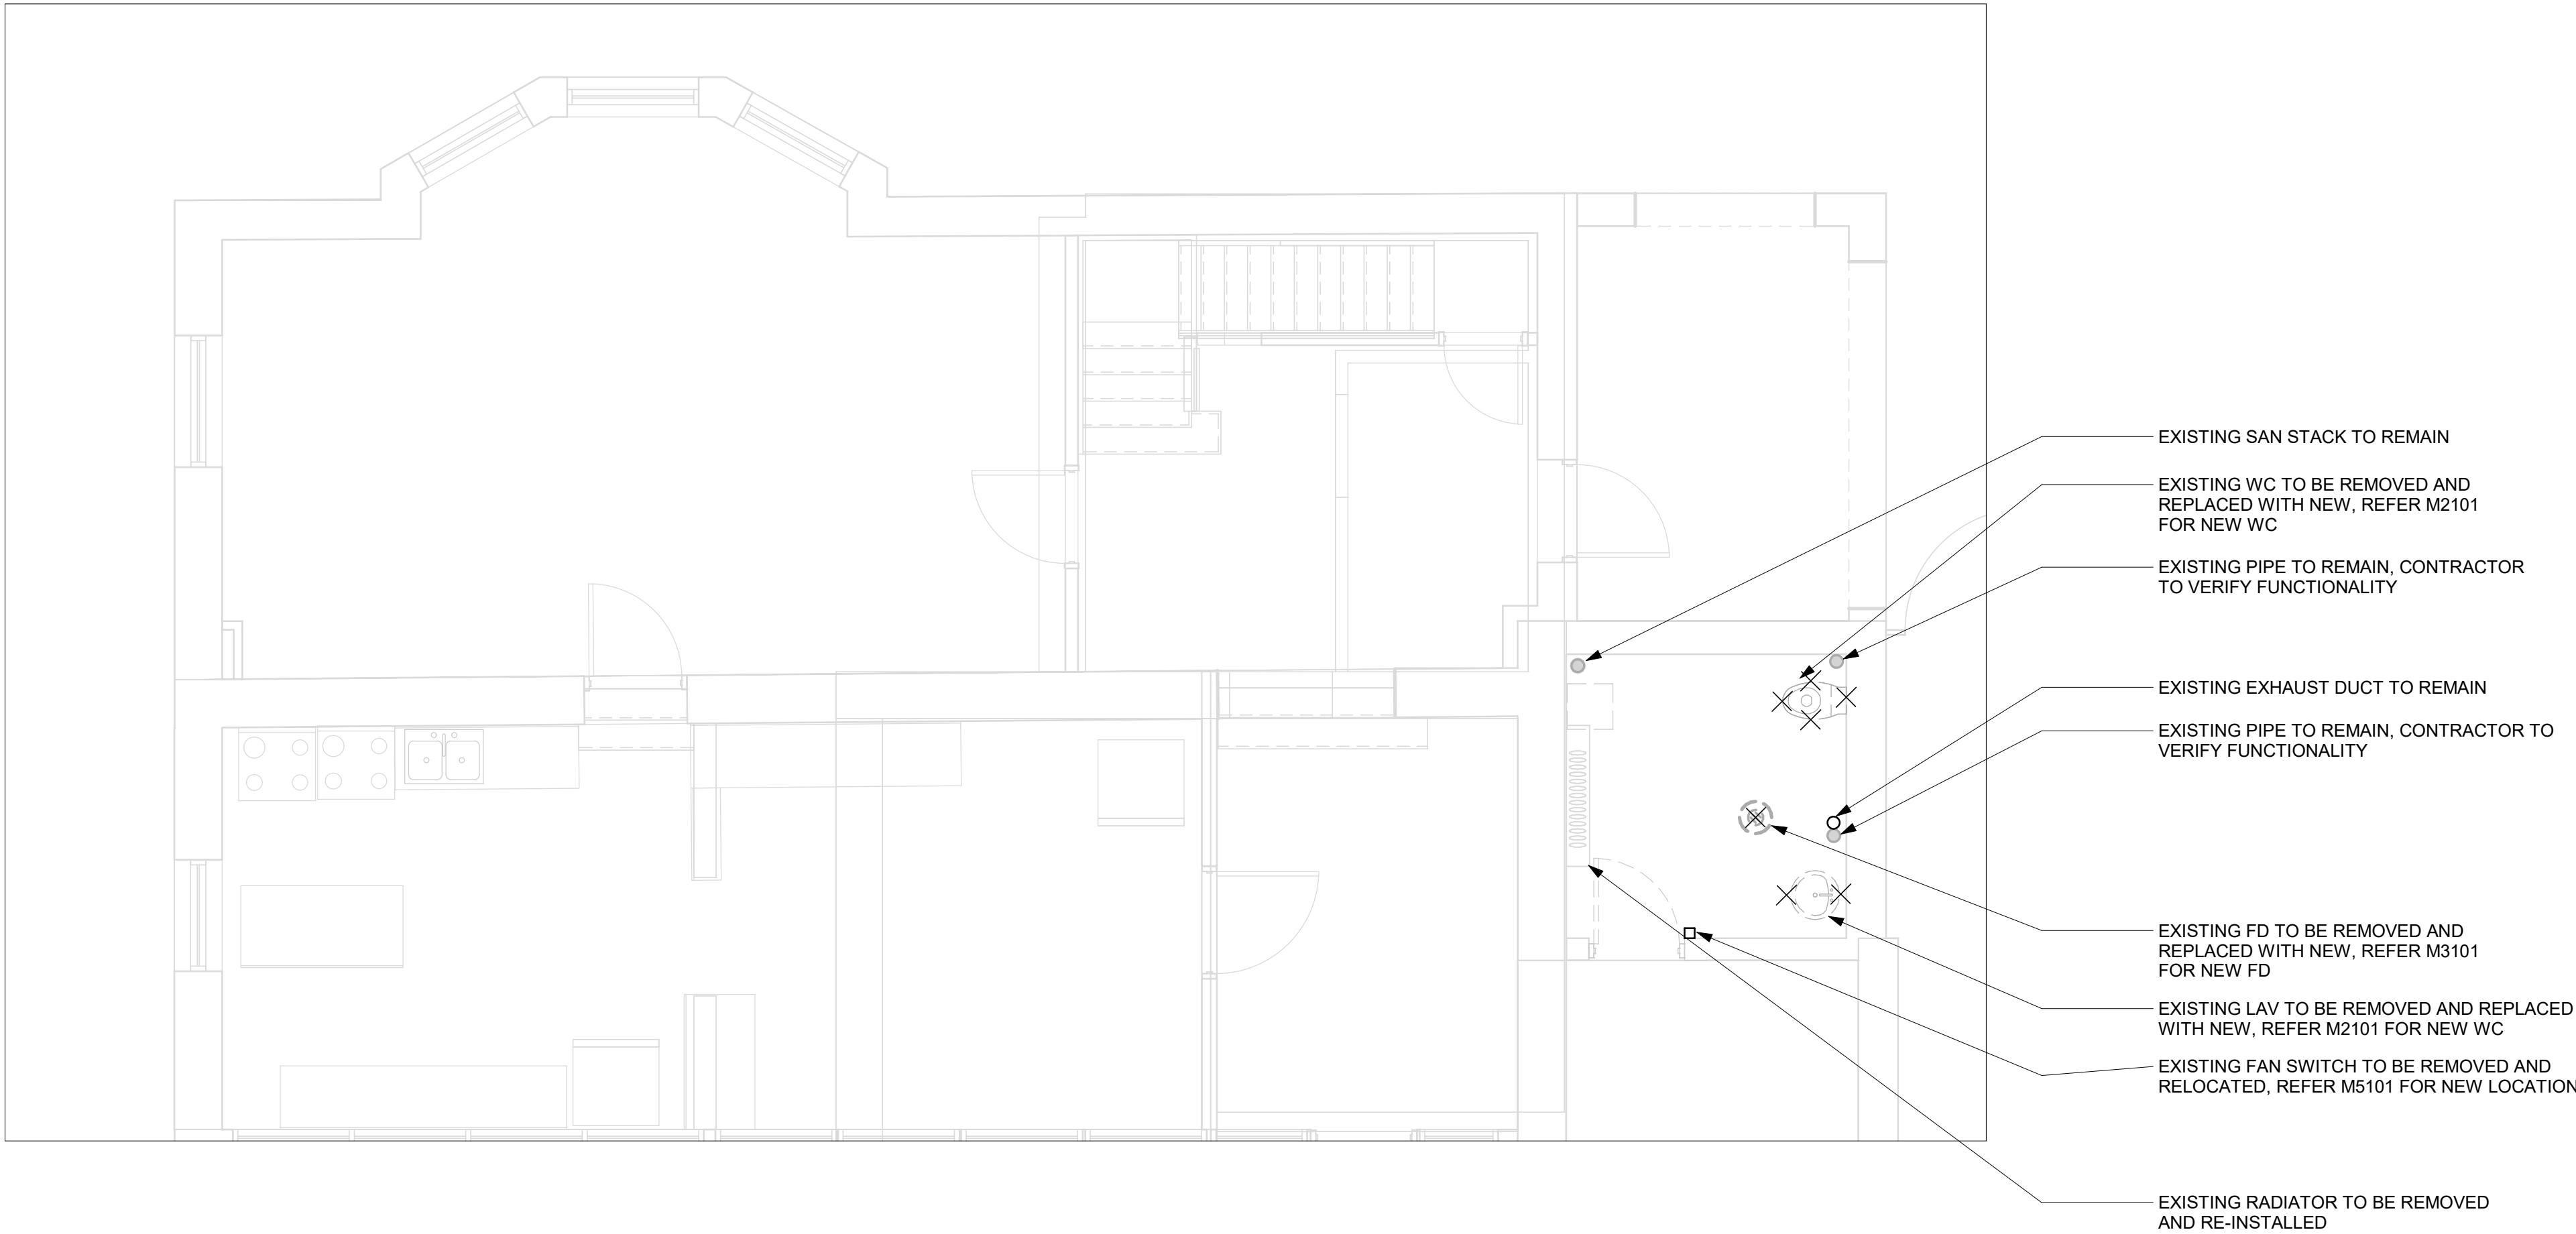 EXISTING SAN STACK TO REMAIN
EXISTING WC TO BE REMOVED AND
REPLACED WITH NEW, REFER M2101
FOR NEW WC
EXISTING PIPE TO REMAIN, CONTRACTOR
TO VERIFY FUNCTIONALITY
EXISTING EXHAUST DUCT TO REMAIN
EXISTING PIPE TO REMAIN, CONTRACTOR TO
VERIFY FUNCTIONALITY
EXISTING FD TO BE REMOVED AND
REPLACED WITH NEW, REFER M3101
FOR NEW FD
EXISTING LAV TO BE REMOVED AND REPLACED
WITH NEW, REFER M2101 FOR NEW WC
EXISTING FAN SWITCH TO BE REMOVED AND
RELOCATED, REFER M5101 FOR NEW LOCATION
EXISTING RADIATOR TO BE REMOVED
AND RE-INSTALLED